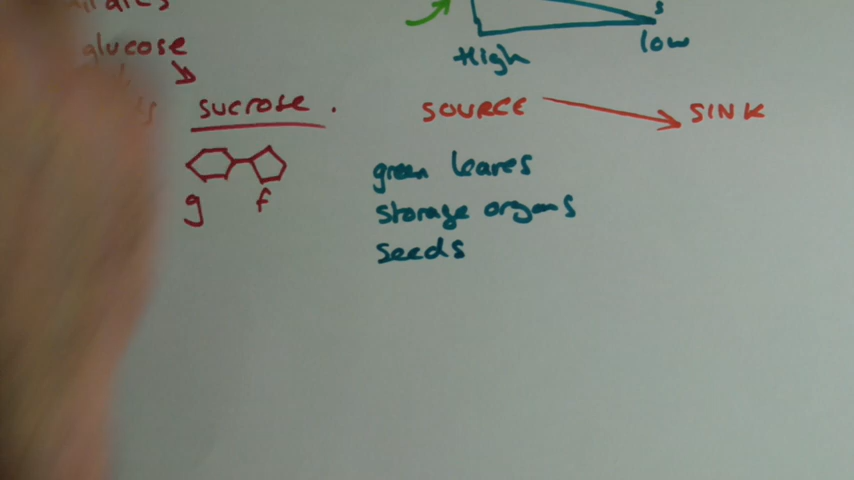 glucose
s
High low
sucrose .
SOURCE SINK
green leaves
storage organs
seeds
g f